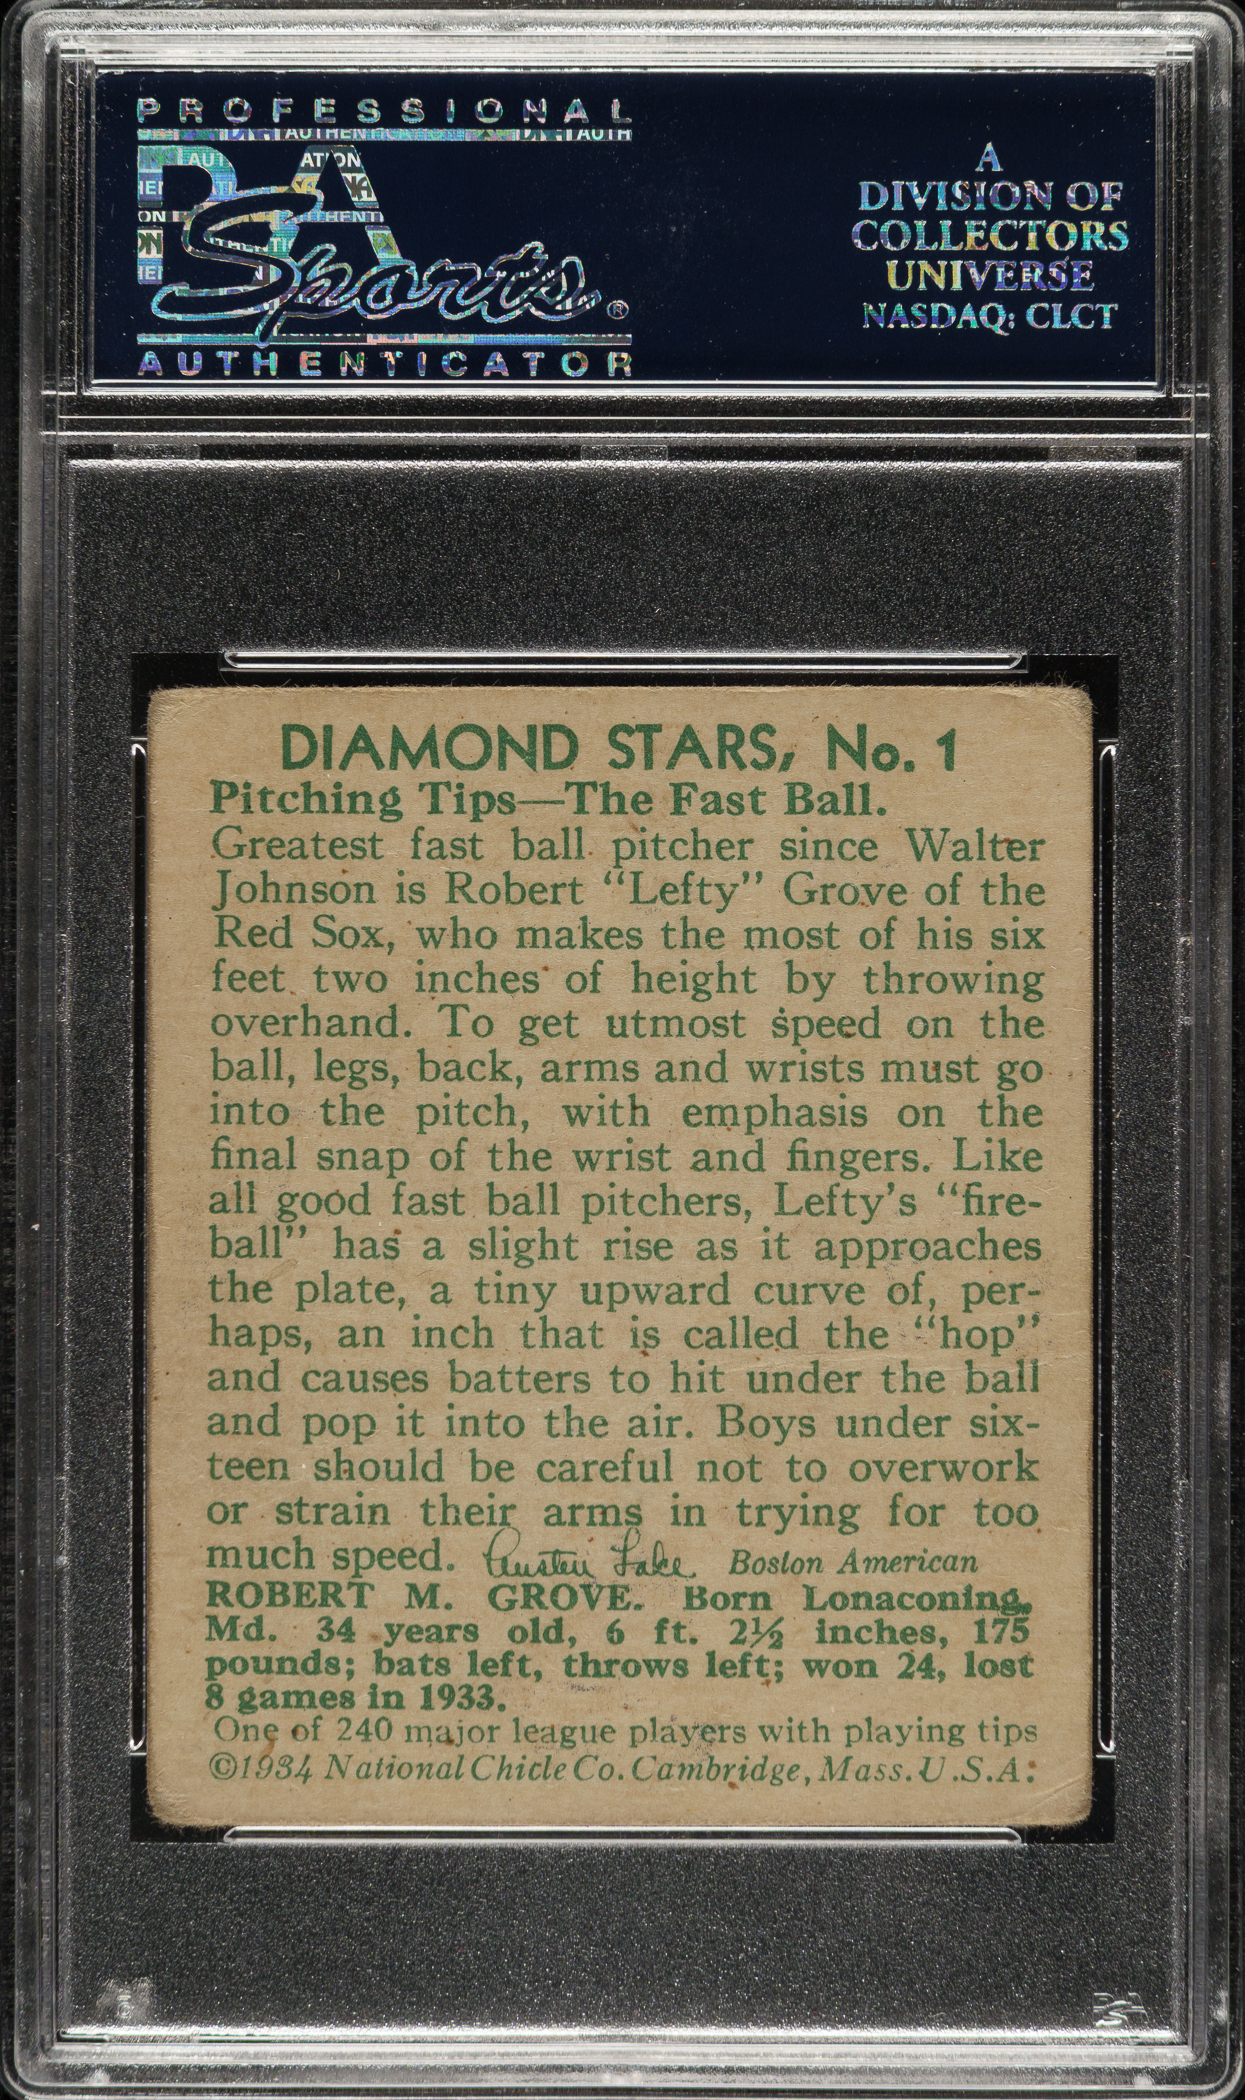 PROFESSIONAL
PSA
Sports®
AUTHENTICATOR
A
DIVISION OF
COLLECTORS
UNIVERSE
NASDAQ: CLCT
DIAMOND STARS, No. 1
Pitching Tips—The Fast Ball.
Greatest fast ball pitcher since Walter
Johnson is Robert “Lefty” Grove of the
Red Sox, who makes the most of his six
feet two inches of height by throwing
overhand. To get utmost speed on the
ball, legs, back, arms and wrists must go
into the pitch, with emphasis on the
final snap of the wrist and fingers. Like
all good fast ball pitchers, Lefty’s “fire-
ball” has a slight rise as it approaches
the plate, a tiny upward curve of, per-
haps, an inch that is called the “hop”
and causes batters to hit under the ball
and pop it into the air. Boys under six-
teen should be careful not to overwork
or strain their arms in trying for too
much speed. Austen Lake Boston American
ROBERT M. GROVE. Born Lonaconing,
Md. 34 years old, 6 ft. 2½ inches, 175
pounds; bats left, throws left; won 24, lost
8 games in 1933.
One of 240 major league players with playing tips
©1934 National Chicle Co. Cambridge, Mass. U.S.A.